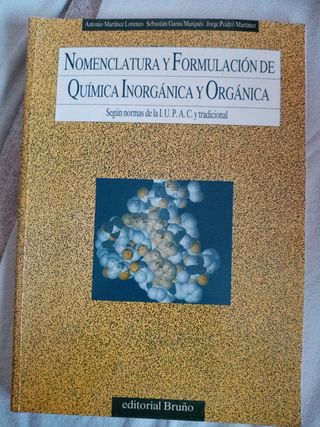 Antonio Martínez Lorenzo Sebastián Garau Marqués Jorge Peidró Martínez
NOMENCLATURA Y FORMULACIÓN DE
QUÍMICA INORGÁNICA Y ORGÁNICA
Según normas de la I. U. P. A. C. y tradicional
editorial Bruño